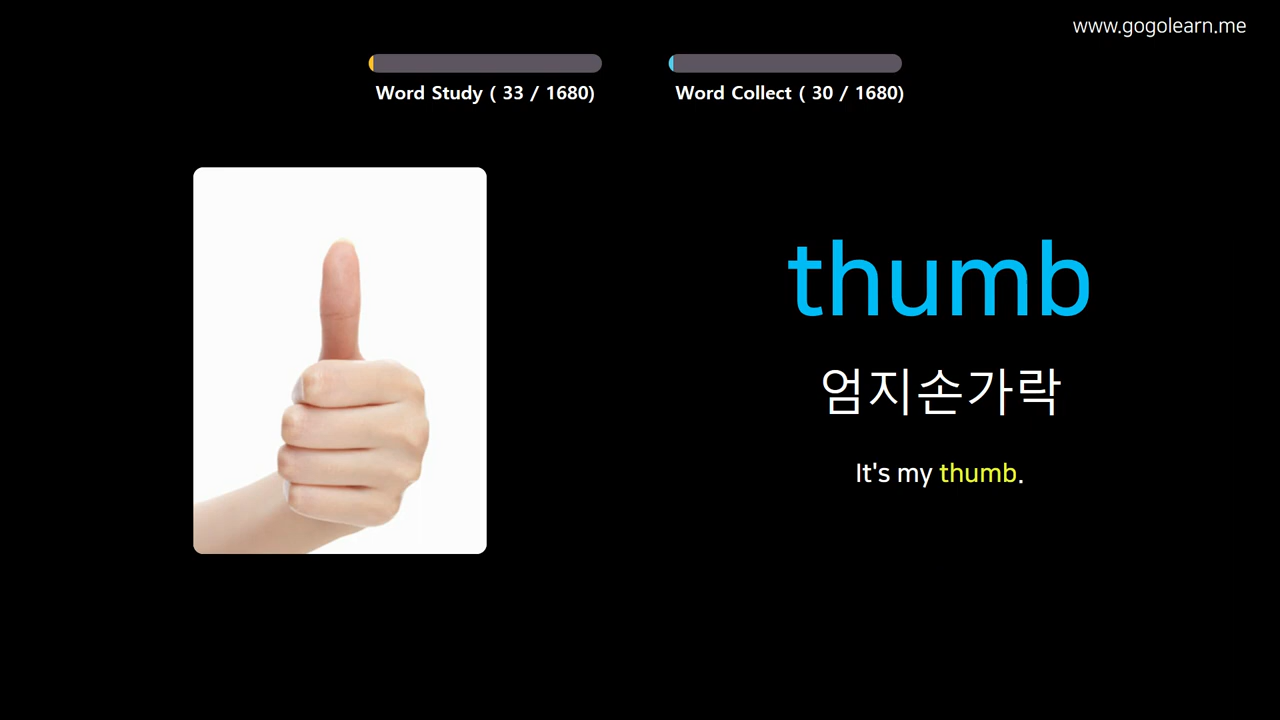 www.gogolearn.me
Word Study ( 33 / 1680)
Word Collect ( 30 / 1680)
thumb
엄지손가락
It's my thumb.